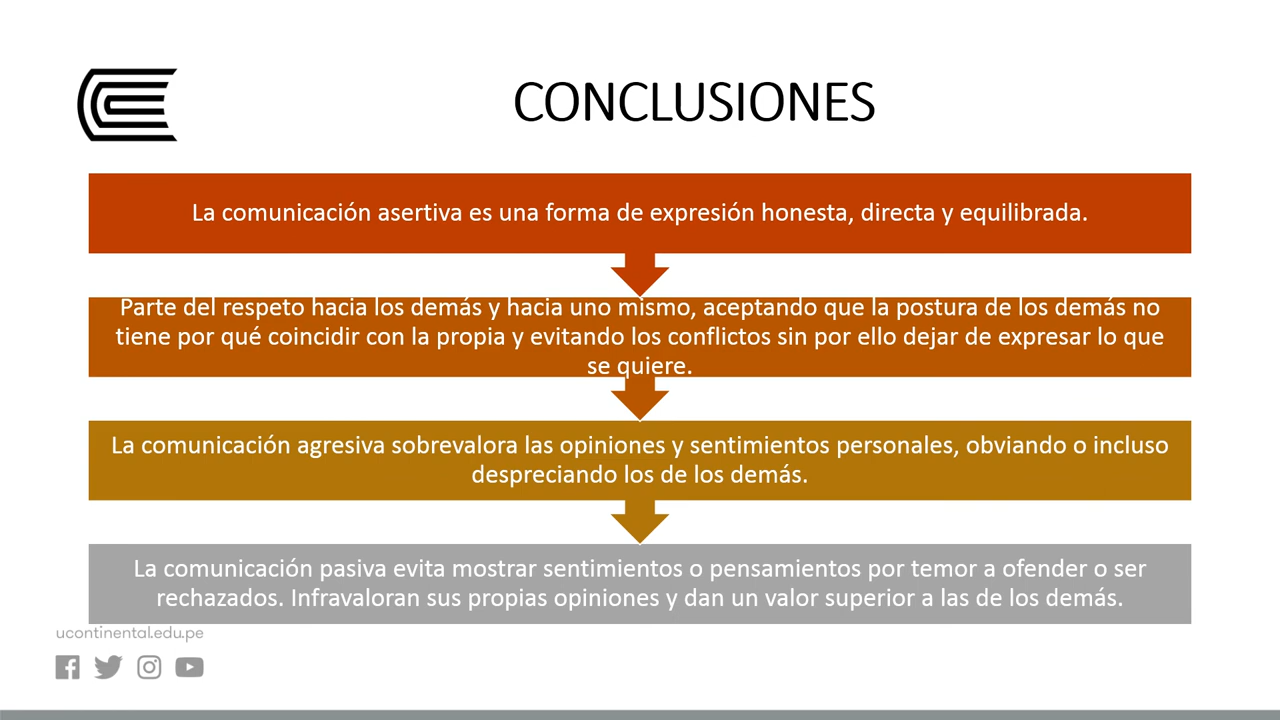 CONCLUSIONES
La comunicación asertiva es una forma de expresión honesta, directa y equilibrada.
Parte del respeto hacia los demás y hacia uno mismo, aceptando que la postura de los demás no
tiene por qué coincidir con la propia y evitando los conflictos sin por ello dejar de expresar lo que
se quiere.
La comunicación agresiva sobrevalora las opiniones y sentimientos personales, obviando o incluso
despreciando los de los demás.
La comunicación pasiva evita mostrar sentimientos o pensamientos por temor a ofender o ser
rechazados. Infravaloran sus propias opiniones y dan un valor superior a las de los demás.
ucontinental.edu.pe